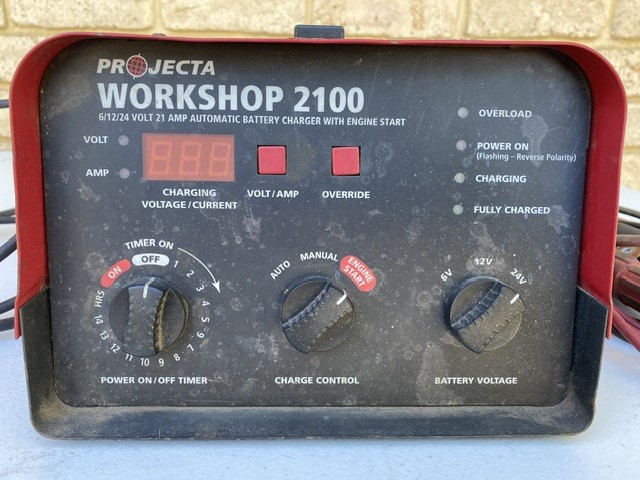 PROJECTA
WORKSHOP 2100
6/12/24 VOLT 21 AMP AUTOMATIC BATTERY CHARGER WITH ENGINE START
VOLT
AMP
888
CHARGING
VOLTAGE/CURRENT
VOLT/AMP
OVERRIDE
OVERLOAD
POWER ON
(Flashing – Reverse Polarity)
CHARGING
FULLY CHARGED
TIMER ON
OFF
ON
HRS
1
2
3
4
5
6
7
8
9
10
11
12
13
14
POWER ON/OFF TIMER
AUTO
MANUAL
ENGINE
START
CHARGE CONTROL
6V
12V
24V
BATTERY VOLTAGE